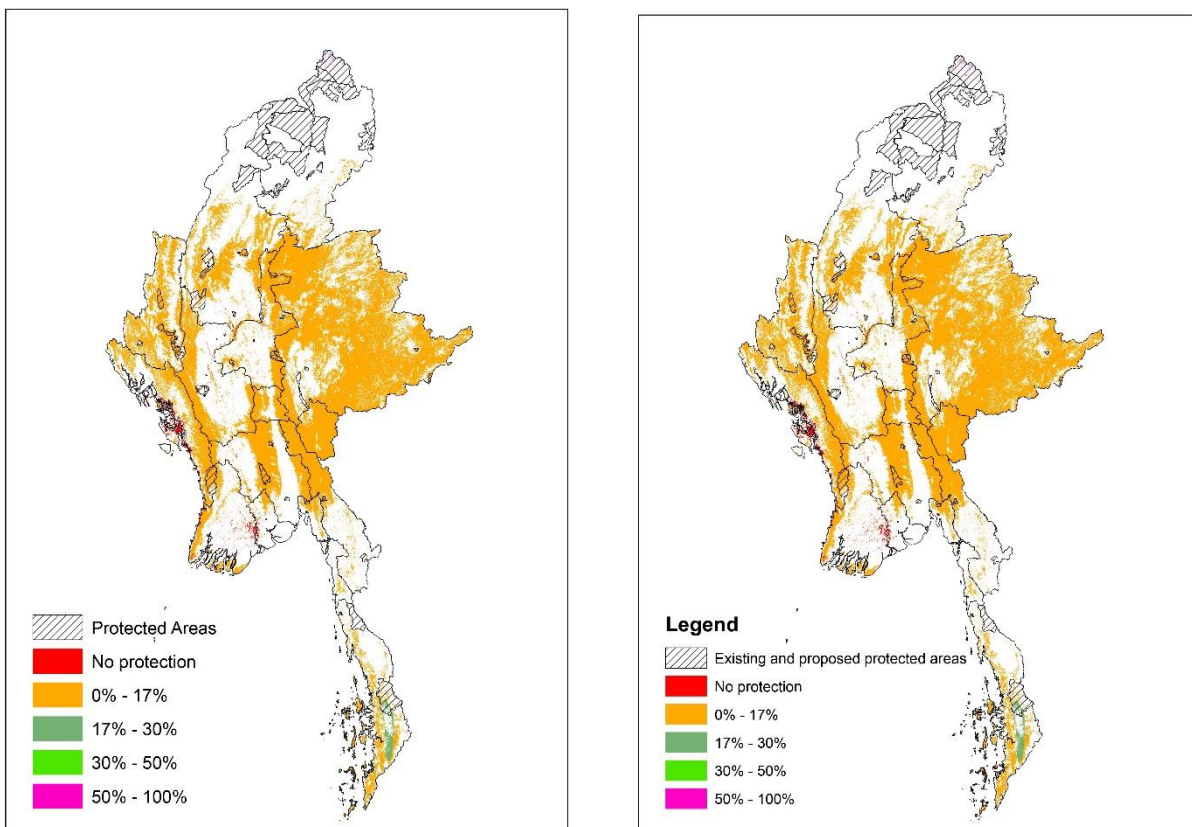 Protected Areas
No protection
0% - 17%
17% - 30%
30% - 50%
50% - 100%
Legend
Existing and proposed protected areas
No protection
0% - 17%
17% - 30%
30% - 50%
50% - 100%